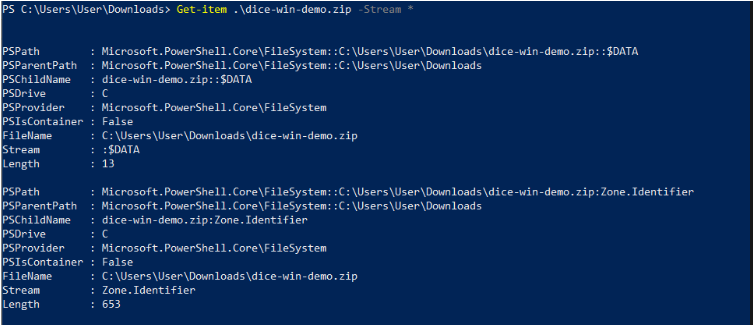 PS C:\Users\User\Downloads> Get-item .\dice-win-demo.zip -Stream *
PSPath : Microsoft.PowerShell.Core\FileSystem::C:\Users\User\Downloads\dice-win-demo.zip::$DATA
PSParentPath : Microsoft.PowerShell.Core\FileSystem::C:\Users\User\Downloads
PSChildName : dice-win-demo.zip::$DATA
PSDrive : C
PSProvider : Microsoft.PowerShell.Core\FileSystem
PSIsContainer : False
FileName : C:\Users\User\Downloads\dice-win-demo.zip
Stream : :$DATA
Length : 13
PSPath : Microsoft.PowerShell.Core\FileSystem::C:\Users\User\Downloads\dice-win-demo.zip:Zone.Identifier
PSParentPath : Microsoft.PowerShell.Core\FileSystem::C:\Users\User\Downloads
PSChildName : dice-win-demo.zip:Zone.Identifier
PSDrive : C
PSProvider : Microsoft.PowerShell.Core\FileSystem
PSIsContainer : False
FileName : C:\Users\User\Downloads\dice-win-demo.zip
Stream : Zone.Identifier
Length : 653